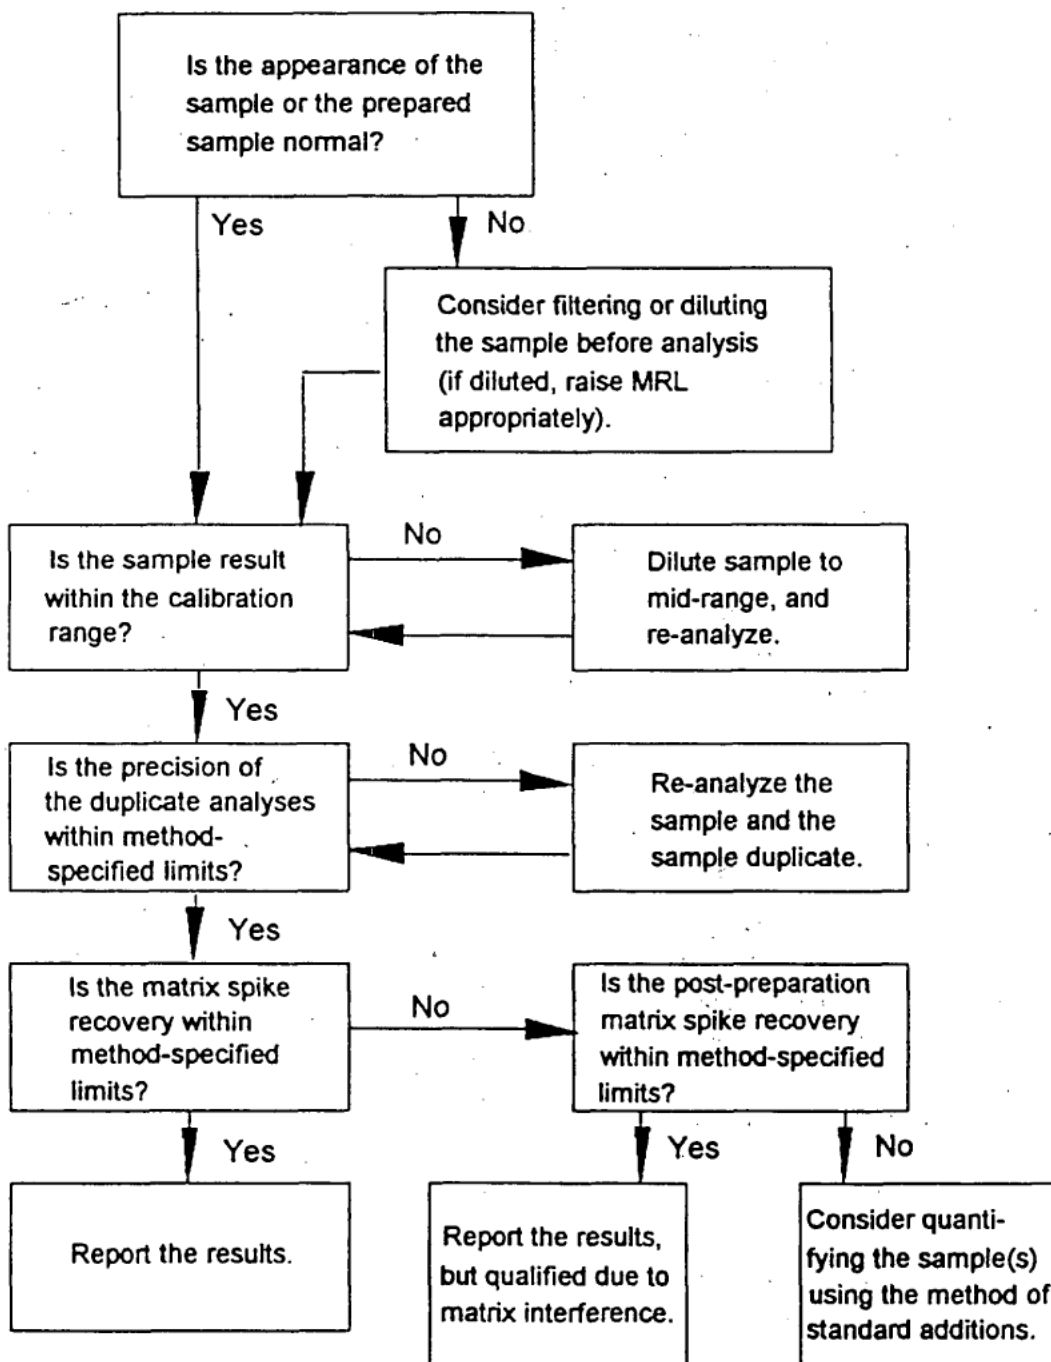 Is the appearance of the
sample or the prepared
sample normal?
Yes
No
Consider filtering or diluting
the sample before analysis
(if diluted, raise MRL
appropriately).
Is the sample result
within the calibration
range?
No
Dilute sample to
mid-range, and
re-analyze.
Yes
Is the precision of
the duplicate analyses
within method-
specified limits?
No
Re-analyze the
sample and the
sample duplicate.
Yes
Is the matrix spike
recovery within
method-specified
limits?
No
Is the post-preparation
matrix spike recovery
within method-specified
limits?
Yes
Yes
No
Report the results.
Report the results,
but qualified due to
matrix interference.
Consider quanti-
fying the sample(s)
using the method of
standard additions.